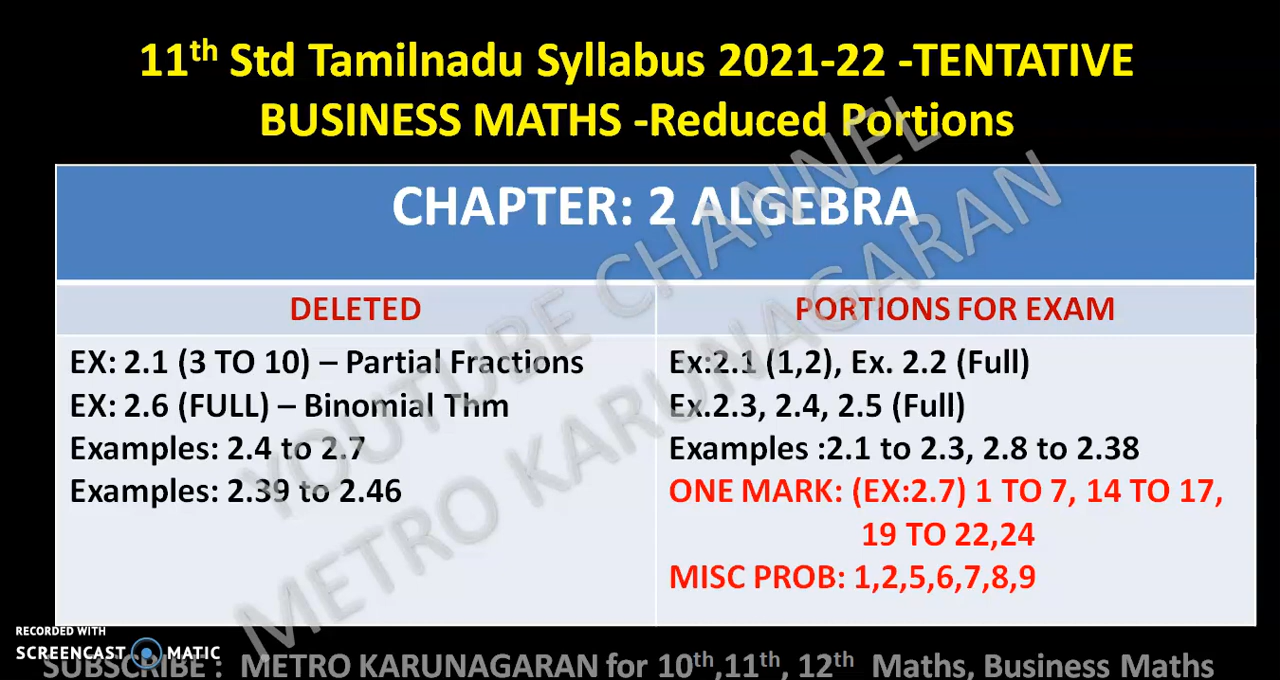 11th Std Tamilnadu Syllabus 2021-22 -TENTATIVE
BUSINESS MATHS -Reduced Portions
CHAPTER: 2 ALGEBRA
DELETED
EX: 2.1 (3 TO 10) – Partial Fractions
EX: 2.6 (FULL) – Binomial Thm
Examples: 2.4 to 2.7
Examples: 2.39 to 2.46
PORTIONS FOR EXAM
Ex:2.1 (1,2), Ex. 2.2 (Full)
Ex.2.3, 2.4, 2.5 (Full)
Examples :2.1 to 2.3, 2.8 to 2.38
ONE MARK: (EX:2.7) 1 TO 7, 14 TO 17,
19 TO 22,24
MISC PROB: 1,2,5,6,7,8,9
YOUTUBE CHANNEL
METRO KARUNAGARAN
RECORDED WITH
SCREENCAST MATIC
SUBSCRIBE : METRO KARUNAGARAN for 10th,11th, 12th Maths, Business Maths